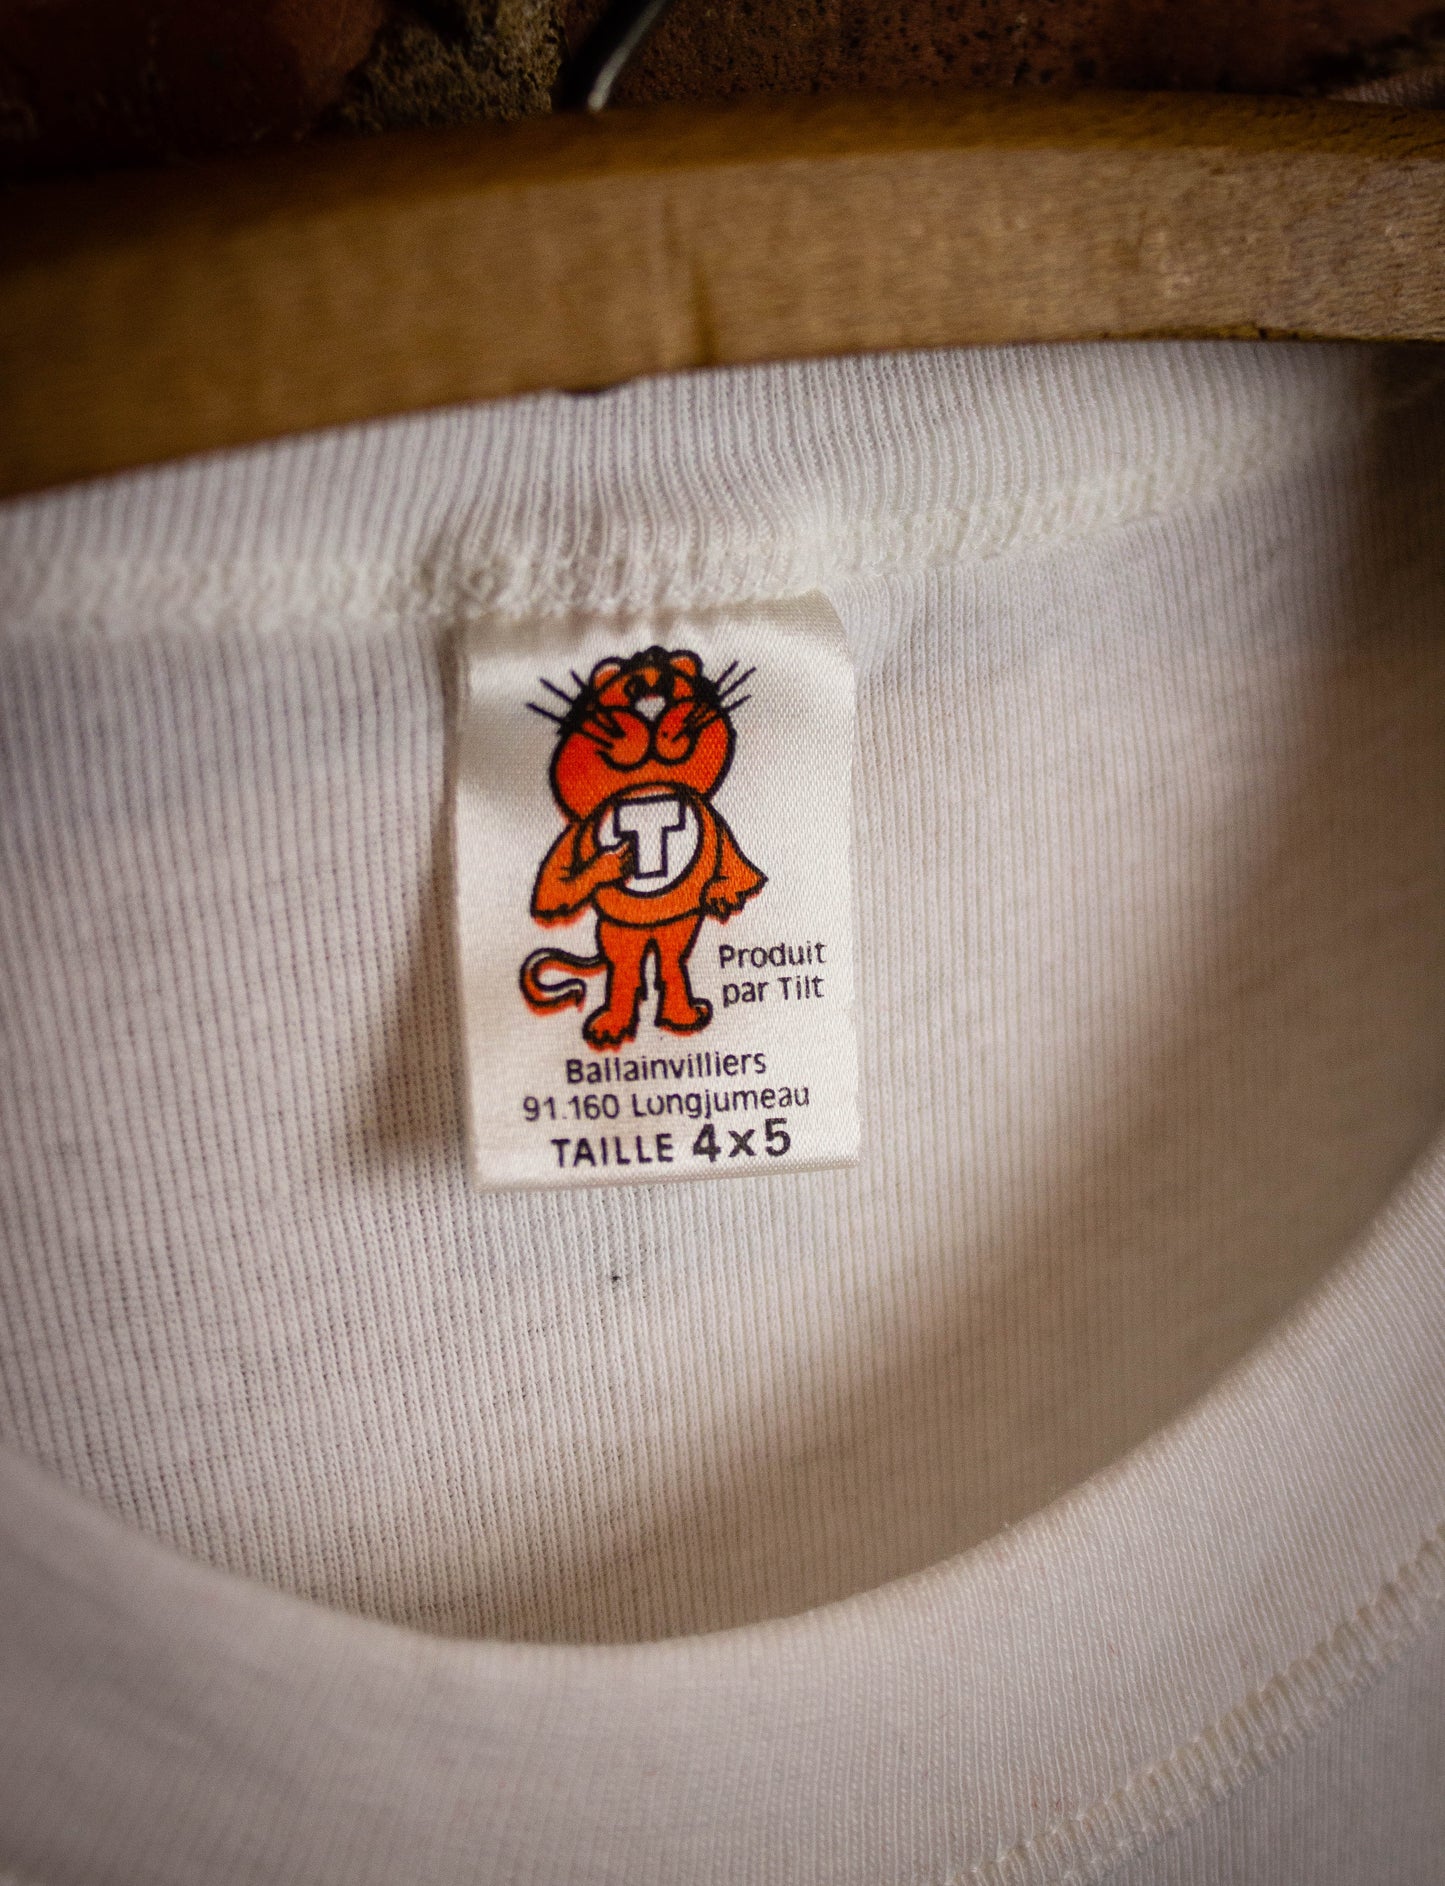 T
Produit
par Tilt
Ballainvilliers
91.160 Longjumeau
TAILLE 4x5